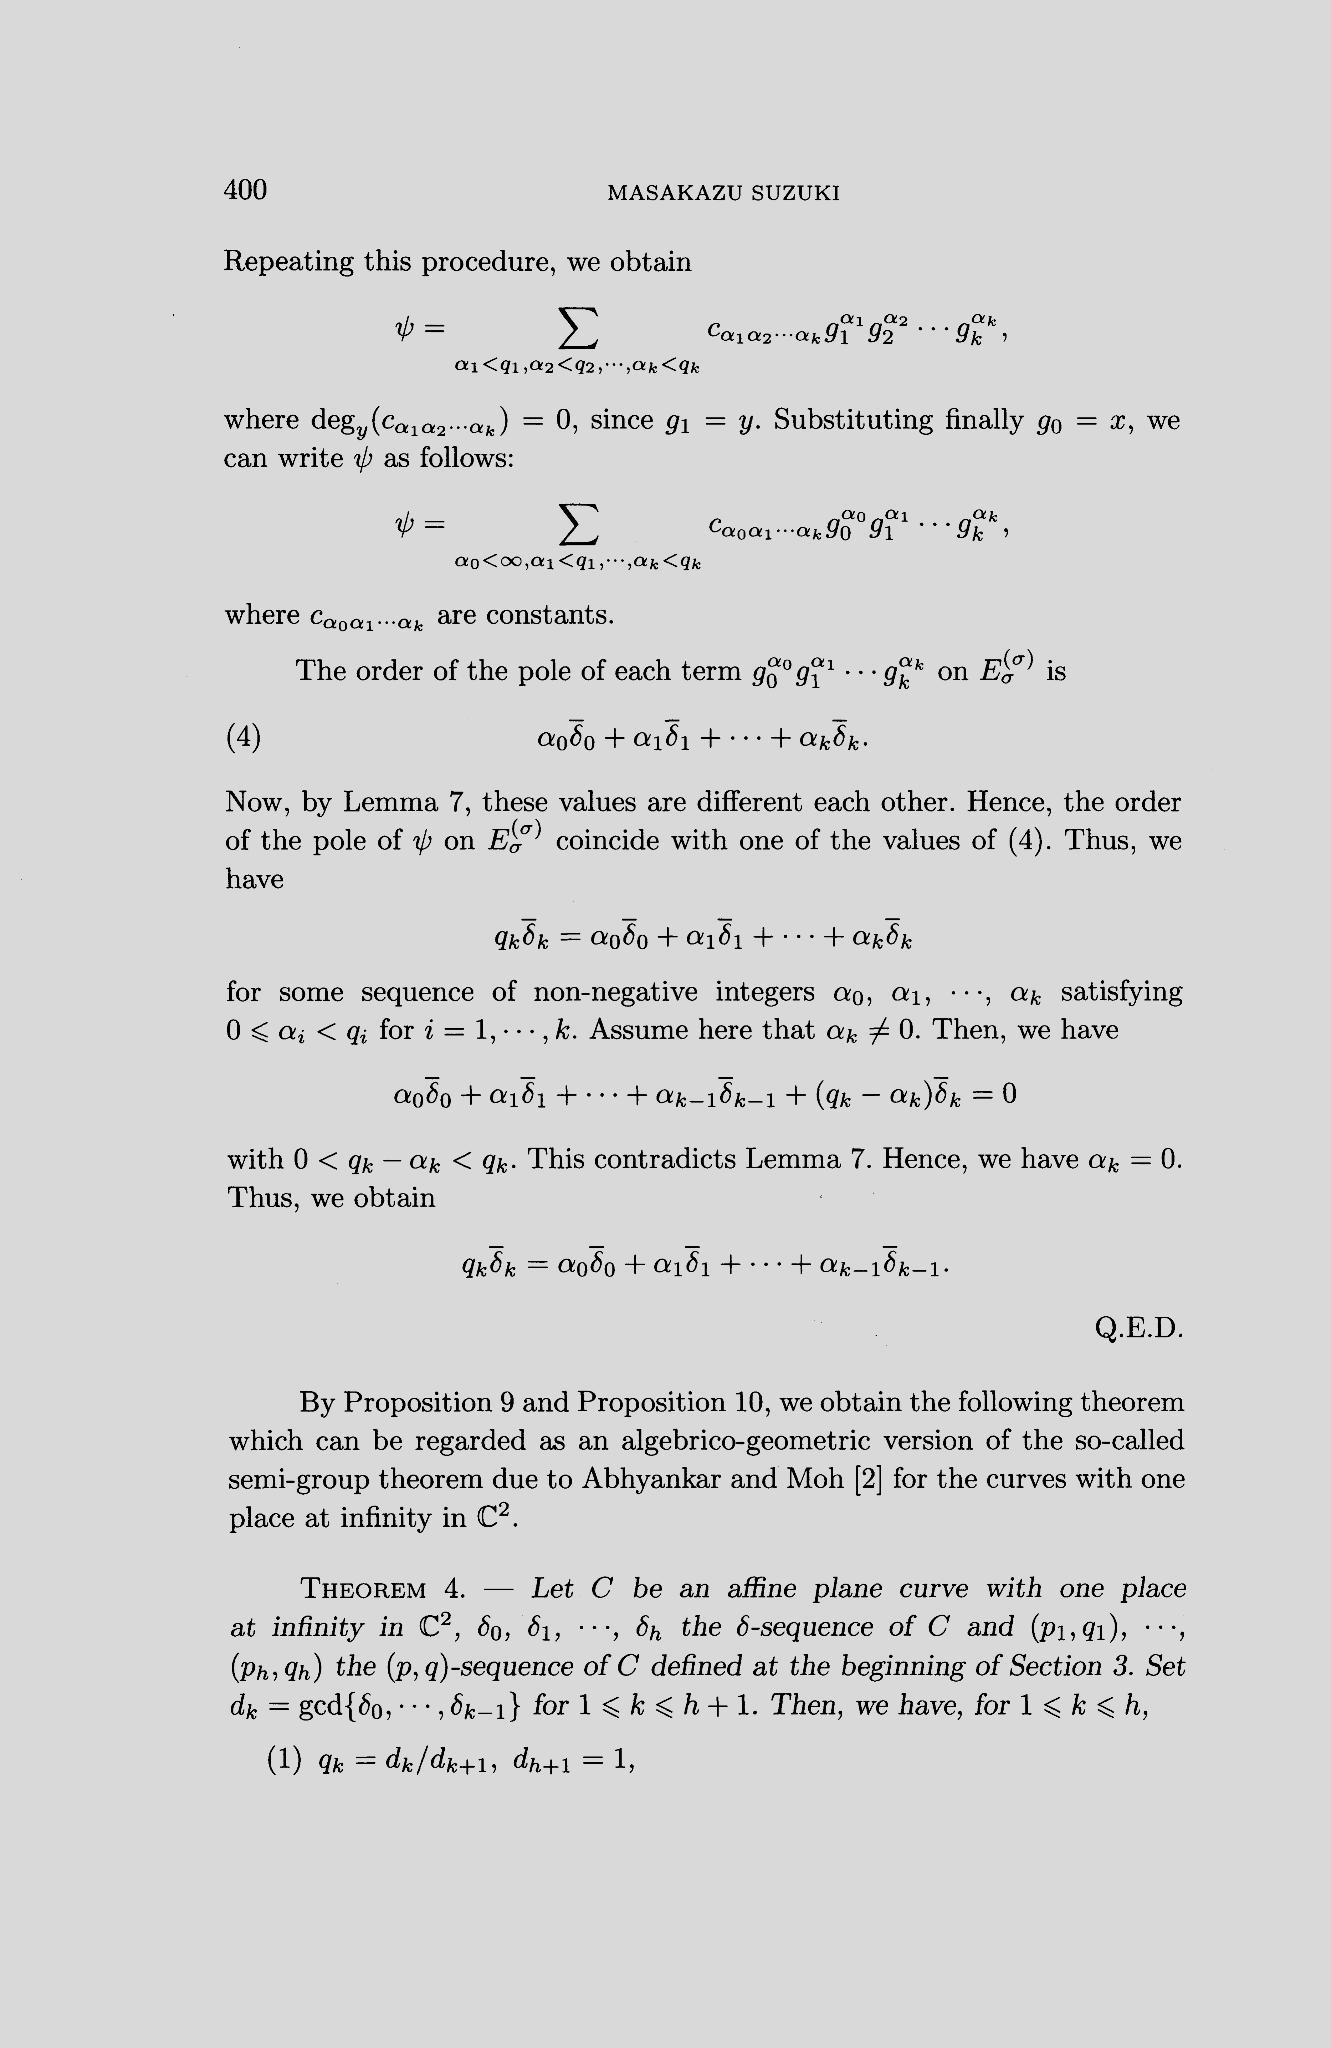 400 MASAKAZU SUZUKI
Repeating this procedure, we obtain
$$\psi = \sum_{\alpha_1<q_1,\alpha_2<q_2,\cdots,\alpha_k<q_k} c_{\alpha_1\alpha_2\cdots\alpha_k} g_1^{\alpha_1} g_2^{\alpha_2} \cdots g_k^{\alpha_k},$$
where $\deg_y(c_{\alpha_1\alpha_2\cdots\alpha_k}) = 0$, since $g_1 = y$. Substituting finally $g_0 = x$, we
can write $\psi$ as follows:
$$\psi = \sum_{\alpha_0<\infty,\alpha_1<q_1,\cdots,\alpha_k<q_k} c_{\alpha_0\alpha_1\cdots\alpha_k} g_0^{\alpha_0} g_1^{\alpha_1} \cdots g_k^{\alpha_k},$$
where $c_{\alpha_0\alpha_1\cdots\alpha_k}$ are constants.
The order of the pole of each term $g_0^{\alpha_0} g_1^{\alpha_1} \cdots g_k^{\alpha_k}$ on $E_\sigma^{(\sigma)}$ is
(4) $$\alpha_0\overline{\delta}_0 + \alpha_1\overline{\delta}_1 + \cdots + \alpha_k\overline{\delta}_k.$$
Now, by Lemma 7, these values are different each other. Hence, the order
of the pole of $\psi$ on $E_\sigma^{(\sigma)}$ coincide with one of the values of (4). Thus, we
have
$$q_k\overline{\delta}_k = \alpha_0\overline{\delta}_0 + \alpha_1\overline{\delta}_1 + \cdots + \alpha_k\overline{\delta}_k$$
for some sequence of non-negative integers $\alpha_0$, $\alpha_1$, $\cdots$, $\alpha_k$ satisfying
$0 \leqslant \alpha_i < q_i$ for $i = 1, \cdots, k$. Assume here that $\alpha_k \neq 0$. Then, we have
$$\alpha_0\overline{\delta}_0 + \alpha_1\overline{\delta}_1 + \cdots + \alpha_{k-1}\overline{\delta}_{k-1} + (q_k - \alpha_k)\overline{\delta}_k = 0$$
with $0 < q_k - \alpha_k < q_k$. This contradicts Lemma 7. Hence, we have $\alpha_k = 0$.
Thus, we obtain
$$q_k\overline{\delta}_k = \alpha_0\overline{\delta}_0 + \alpha_1\overline{\delta}_1 + \cdots + \alpha_{k-1}\overline{\delta}_{k-1}.$$
Q.E.D.
By Proposition 9 and Proposition 10, we obtain the following theorem
which can be regarded as an algebrico-geometric version of the so-called
semi-group theorem due to Abhyankar and Moh [2] for the curves with one
place at infinity in $\mathbb{C}^2$.
THEOREM 4. — Let $C$ be an affine plane curve with one place
at infinity in $\mathbb{C}^2$, $\delta_0$, $\delta_1$, $\cdots$, $\delta_h$ the $\delta$-sequence of $C$ and $(p_1, q_1)$, $\cdots$,
$(p_h, q_h)$ the $(p, q)$-sequence of $C$ defined at the beginning of Section 3. Set
$d_k = \gcd\{\delta_0, \cdots, \delta_{k-1}\}$ for $1 \leqslant k \leqslant h + 1$. Then, we have, for $1 \leqslant k \leqslant h$,
(1) $q_k = d_k/d_{k+1}$, $d_{h+1} = 1$,